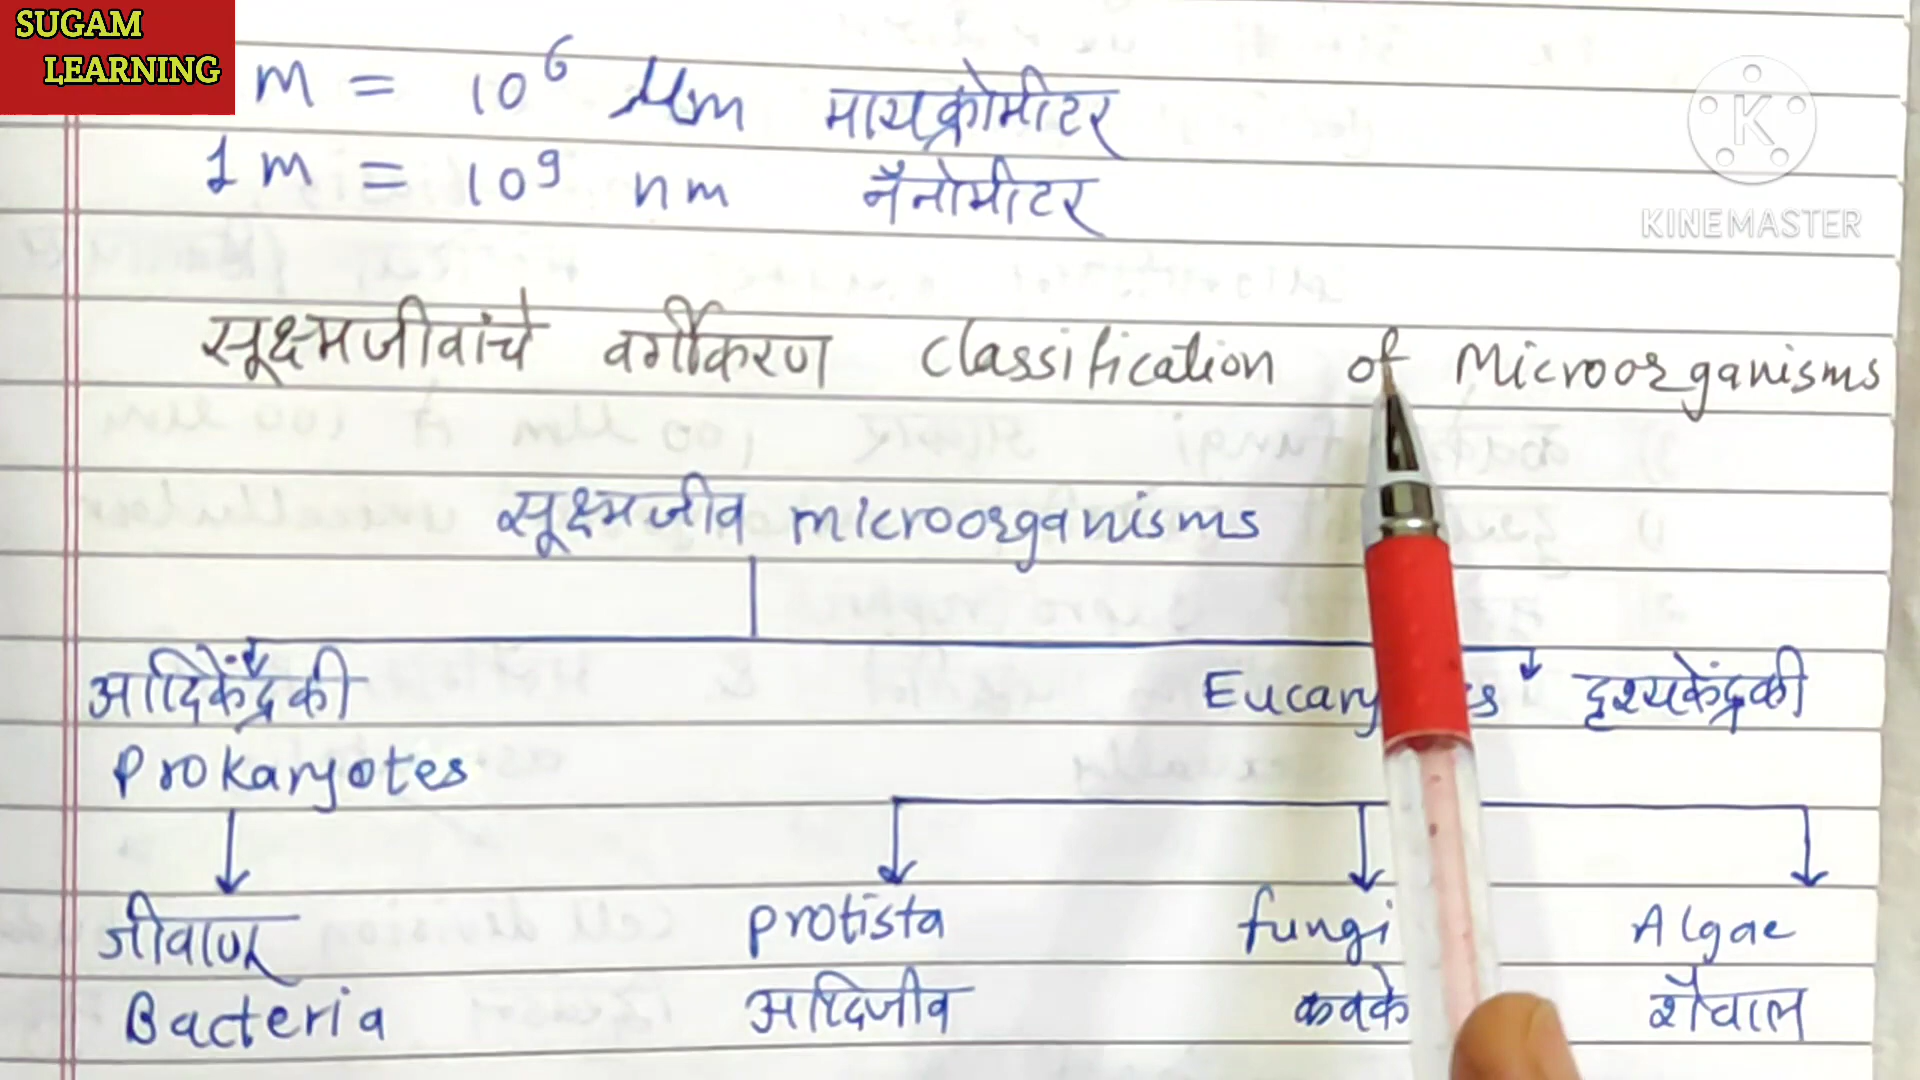 SUGAM
LEARNING
m = 10⁶ μm मायक्रोमीटर
1 m = 10⁹ nm नॅनोमीटर
K
KINEMASTER
सूक्ष्मजीवांचे वर्गीकरण Classification of Microorganisms
सूक्ष्मजीव microorganisms
आदिकेंद्रकी Eucary s दृश्यकेंद्रकी
Prokaryotes
जीवाणू protista fungi Algae
Bacteria आदिजीव कवके शैवाल